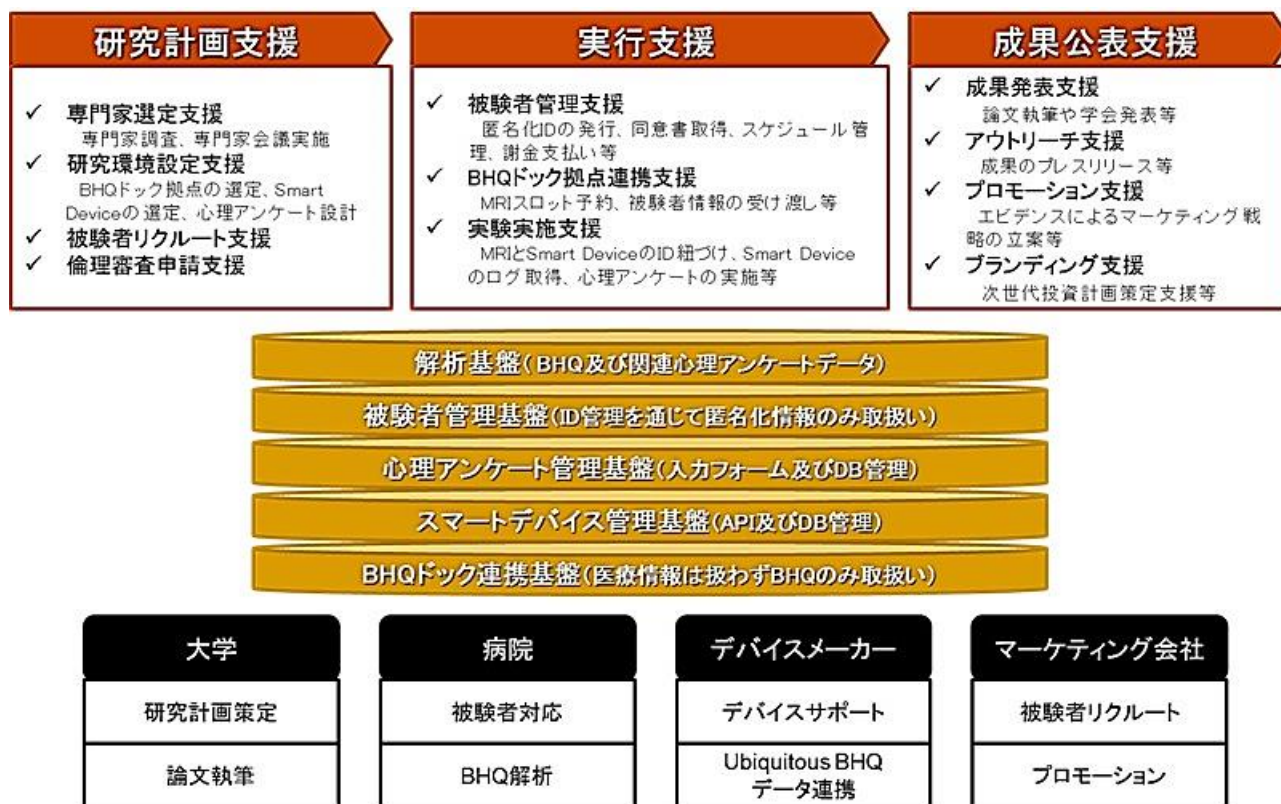 研究計画支援
✓ 専門家選定支援
専門家調査、専門家会議実施
✓ 研究環境設定支援
BHQドック拠点の選定、Smart
Deviceの選定、心理アンケート設計
✓ 被験者リクルート支援
✓ 倫理審査申請支援
実行支援
✓ 被験者管理支援
匿名化IDの発行、同意書取得、スケジュール管
理、謝金支払い等
✓ BHQドック拠点連携支援
MRIスロット予約、被験者情報の受け渡し等
✓ 実験実施支援
MRIとSmart DeviceのID紐づけ、Smart Device
のログ取得、心理アンケートの実施等
成果公表支援
✓ 成果発表支援
論文執筆や学会発表等
✓ アウトリーチ支援
成果のプレスリリース等
✓ プロモーション支援
エビデンスによるマーケティング戦
略の立案等
✓ ブランディング支援
次世代投資計画策定支援等
解析基盤(BHQ及び関連心理アンケートデータ)
被験者管理基盤(ID管理を通じて匿名化情報のみ取扱い)
心理アンケート管理基盤(入力フォーム及びDB管理)
スマートデバイス管理基盤(API及びDB管理)
BHQドック連携基盤(医療情報は扱わずBHQのみ取扱い)
大学
研究計画策定
論文執筆
病院
被験者対応
BHQ解析
デバイスメーカー
デバイスサポート
Ubiquitous BHQ
データ連携
マーケティング会社
被験者リクルート
プロモーション